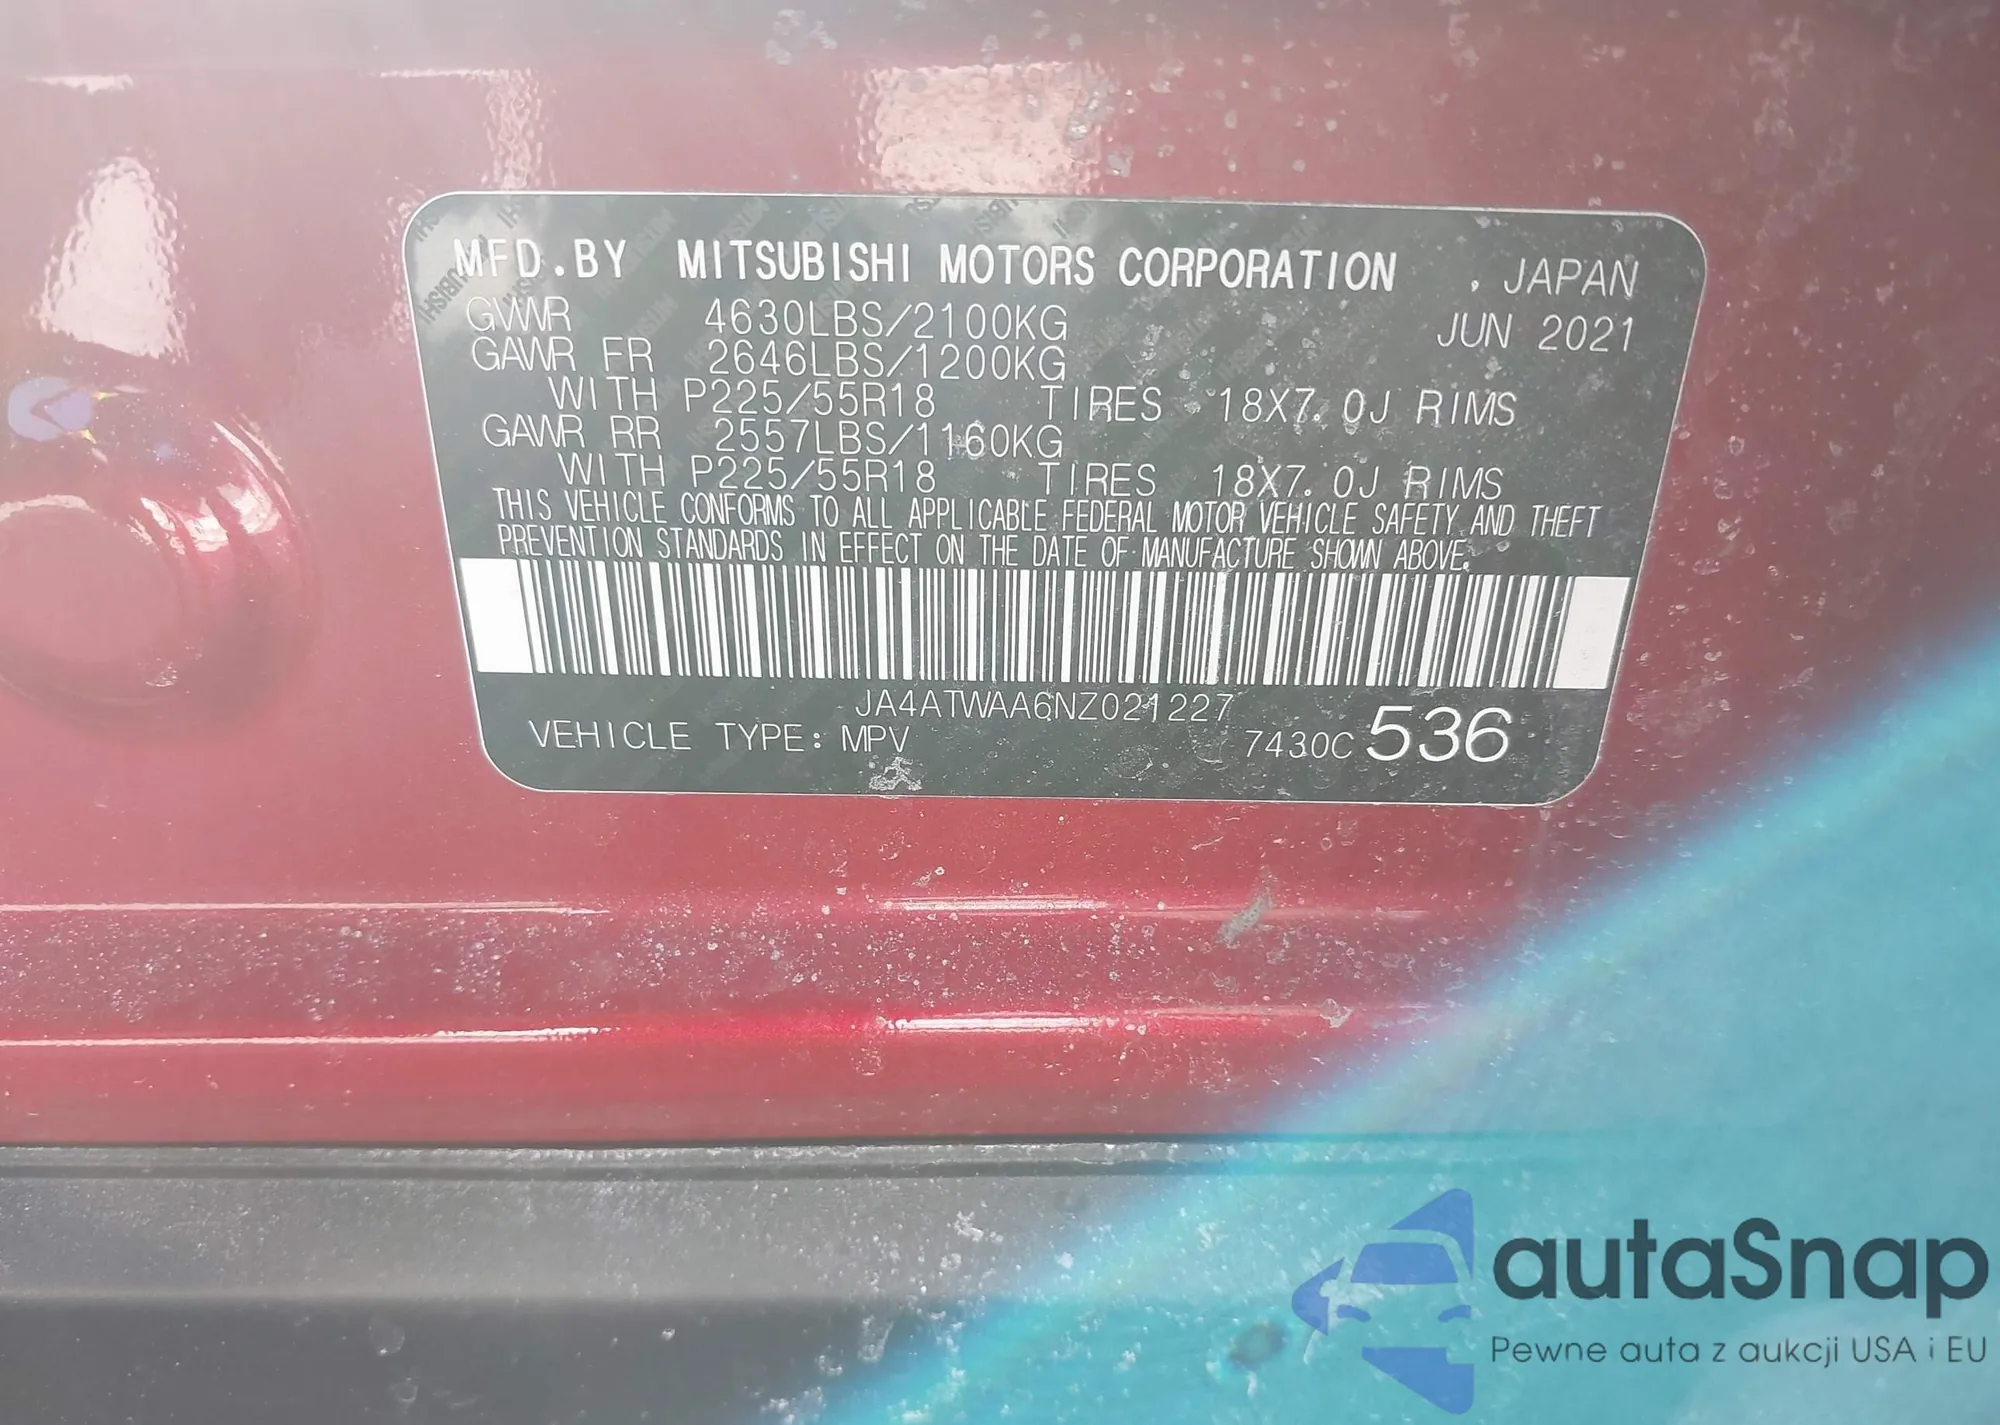 MFD.BY MITSUBISHI MOTORS CORPORATION , JAPAN
GVWR 4630LBS/2100KG JUN 2021
GAWR FR 2646LBS/1200KG
WITH P225/55R18 TIRES 18X7.0J RIMS
GAWR RR 2557LBS/1160KG
WITH P225/55R18 TIRES 18X7.0J RIMS
THIS VEHICLE CONFORMS TO ALL APPLICABLE FEDERAL MOTOR VEHICLE SAFETY AND THEFT
PREVENTION STANDARDS IN EFFECT ON THE DATE OF MANUFACTURE SHOWN ABOVE.
JA4ATWAA6NZ021227
VEHICLE TYPE: MPV 7430C 536
autaSnap
Pewne auta z aukcji USA i EU